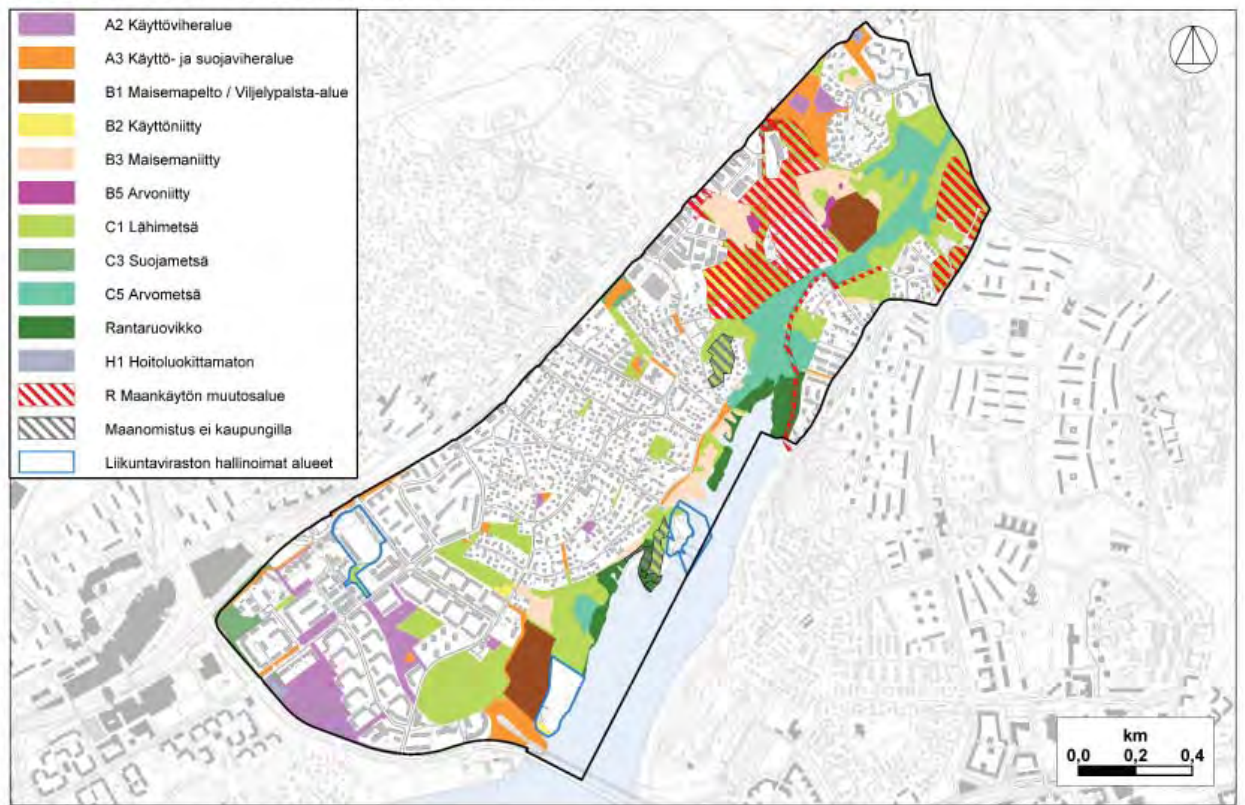 A2 Käyttöviheralue
A3 Käyttö- ja suojaviheralue
B1 Maisemapelto / Viljelypalsta-alue
B2 Käyttöniitty
B3 Maisemaniitty
B5 Arvoniitty
C1 Lähimetsä
C3 Suojametsä
C5 Arvometsä
Rantaruovikko
H1 Hoitoluokittamaton
R Maankäytön muutosalue
Maanomistus ei kaupungilla
Liikuntaviraston hallinoimat alueet
km
0,0 0,2 0,4